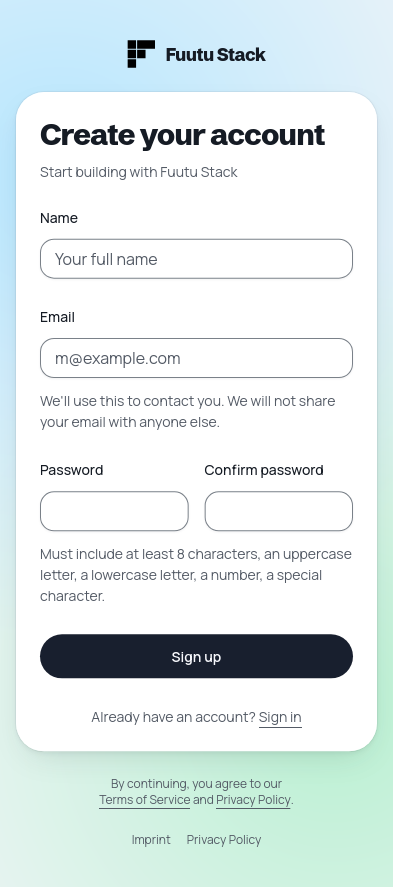 Fuutu Stack
Create your account
Start building with Fuutu Stack
Name
Your full name
Email
m@example.com
We'll use this to contact you. We will not share
your email with anyone else.
Password
Confirm password
Must include at least 8 characters, an uppercase
letter, a lowercase letter, a number, a special
character.
Sign up
Already have an account? Sign in
By continuing, you agree to our
Terms of Service and Privacy Policy.
Imprint Privacy Policy